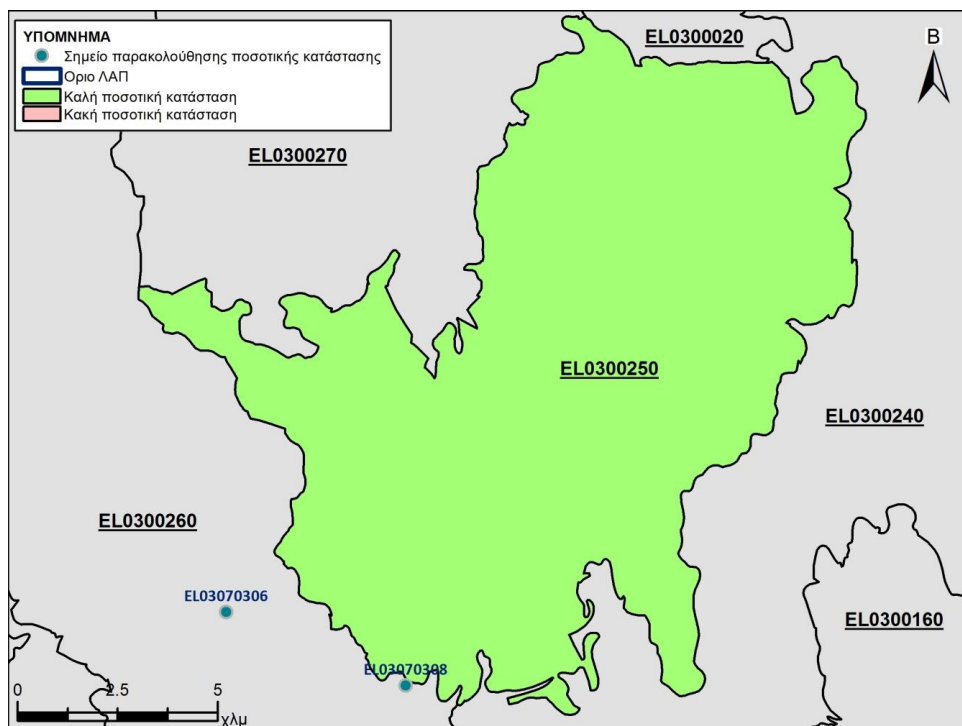 ΥΠΟΜΝΗΜΑ
Σημείο παρακολούθησης ποσοτικής κατάστασης
Οριο ΛΑΠ
Καλή ποσοτική κατάσταση
Κακή ποσοτική κατάσταση
EL0300020
Β
EL0300270
EL0300250
EL0300240
EL0300260
EL03070306
EL0300160
EL03070308
0 2.5 5
χλμ